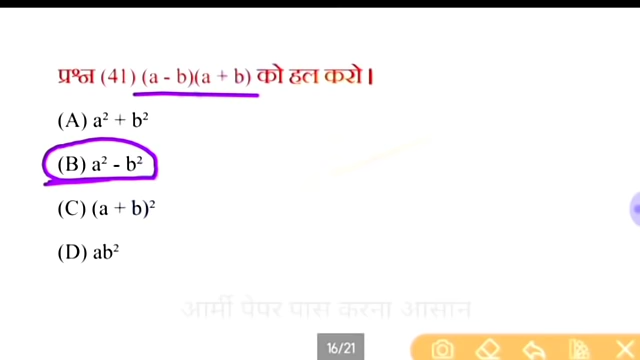 प्रश्न (41) (a - b)(a + b) को हल करो।
(A) a² + b²
(B) a² - b²
(C) (a + b)²
(D) ab²
आर्मी पेपर पास करना आसान
16/21